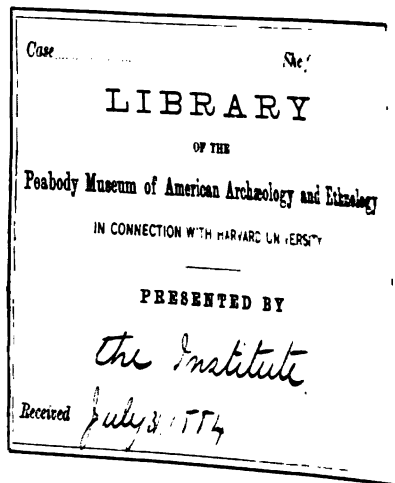 Case
LIBRARY
OF THE
Peabody Museum of American Archæology and Ethnology
IN CONNECTION WITH HARVARD UNIVERSITY
PRESENTED BY
the Institute.
Received July